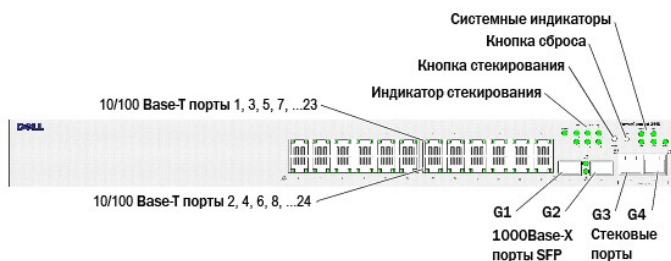 Системные индикаторы
Кнопка сброса
Кнопка стекирования
Индикатор стекирования
10/100 Base-T порты 1, 3, 5, 7, ...23
DELL
10/100 Base-T порты 2, 4, 6, 8, ...24
G1 G2 G3 G4
1000Base-X Стековые
порты SFP порты